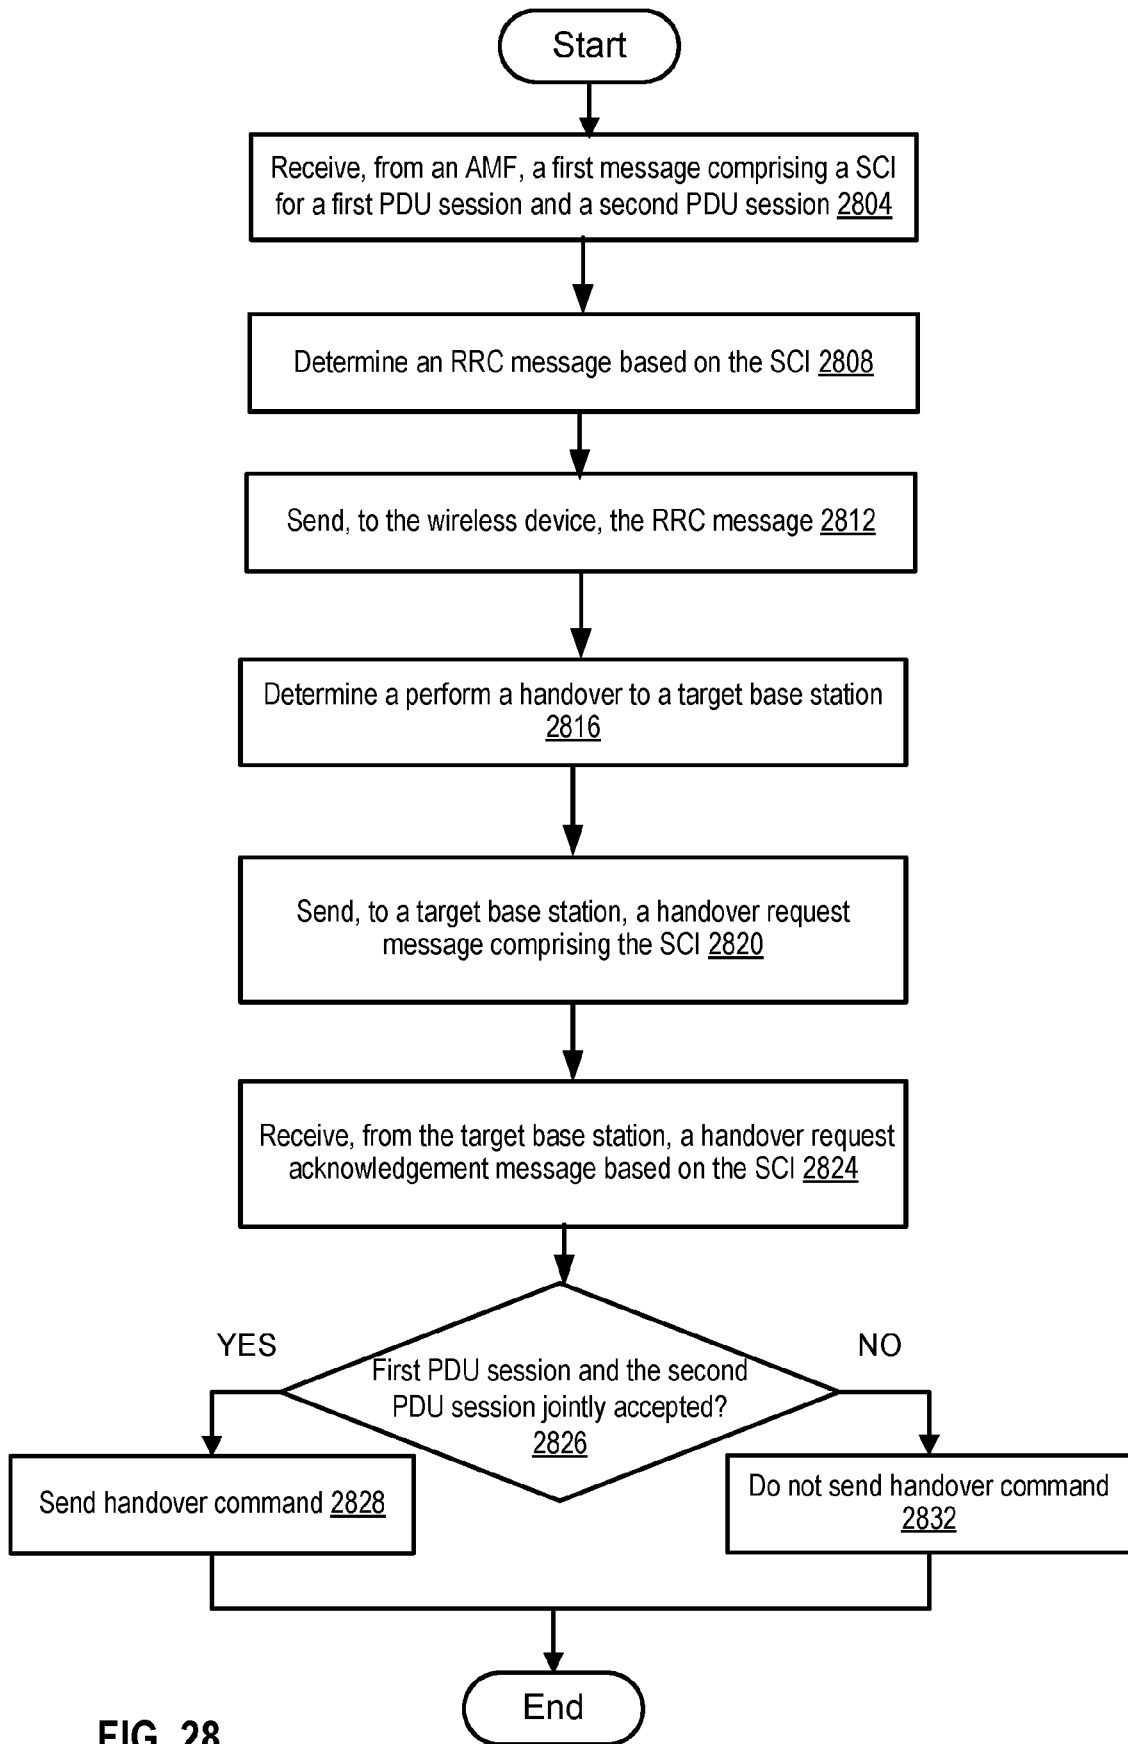 Start
Receive, from an AMF, a first message comprising a SCI
for a first PDU session and a second PDU session 2804
Determine an RRC message based on the SCI 2808
Send, to the wireless device, the RRC message 2812
Determine a perform a handover to a target base station
2816
Send, to a target base station, a handover request
message comprising the SCI 2820
Receive, from the target base station, a handover request
acknowledgement message based on the SCI 2824
YES
NO
First PDU session and the second
PDU session jointly accepted?
2826
Send handover command 2828
Do not send handover command
2832
End
FIG. 28